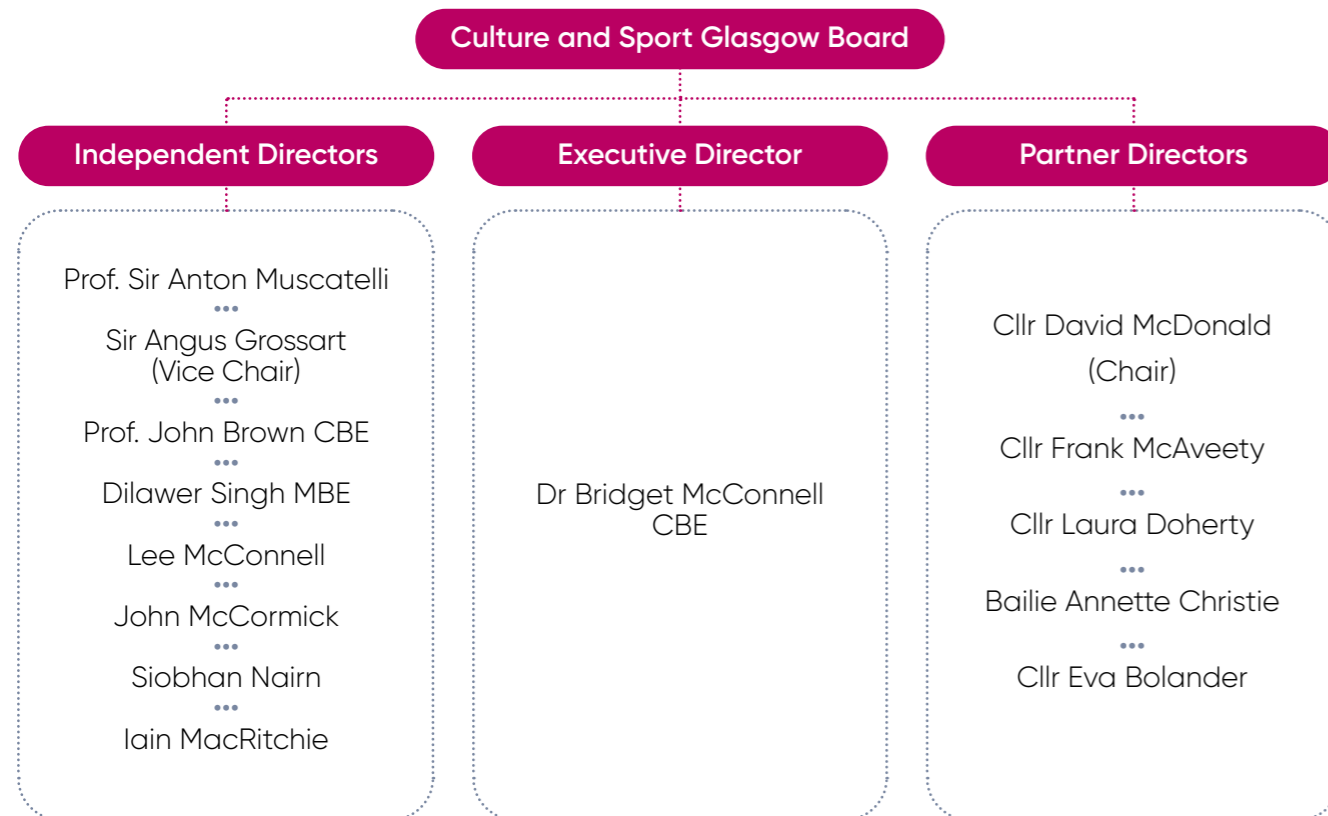 Culture and Sport Glasgow Board
Independent Directors
Prof. Sir Anton Muscatelli
•••
Sir Angus Grossart
(Vice Chair)
•••
Prof. John Brown CBE
•••
Dilawer Singh MBE
•••
Lee McConnell
•••
John McCormick
•••
Siobhan Nairn
•••
Iain MacRitchie
Executive Director
Dr Bridget McConnell
CBE
Partner Directors
Cllr David McDonald
(Chair)
•••
Cllr Frank McAveety
•••
Cllr Laura Doherty
•••
Bailie Annette Christie
•••
Cllr Eva Bolander